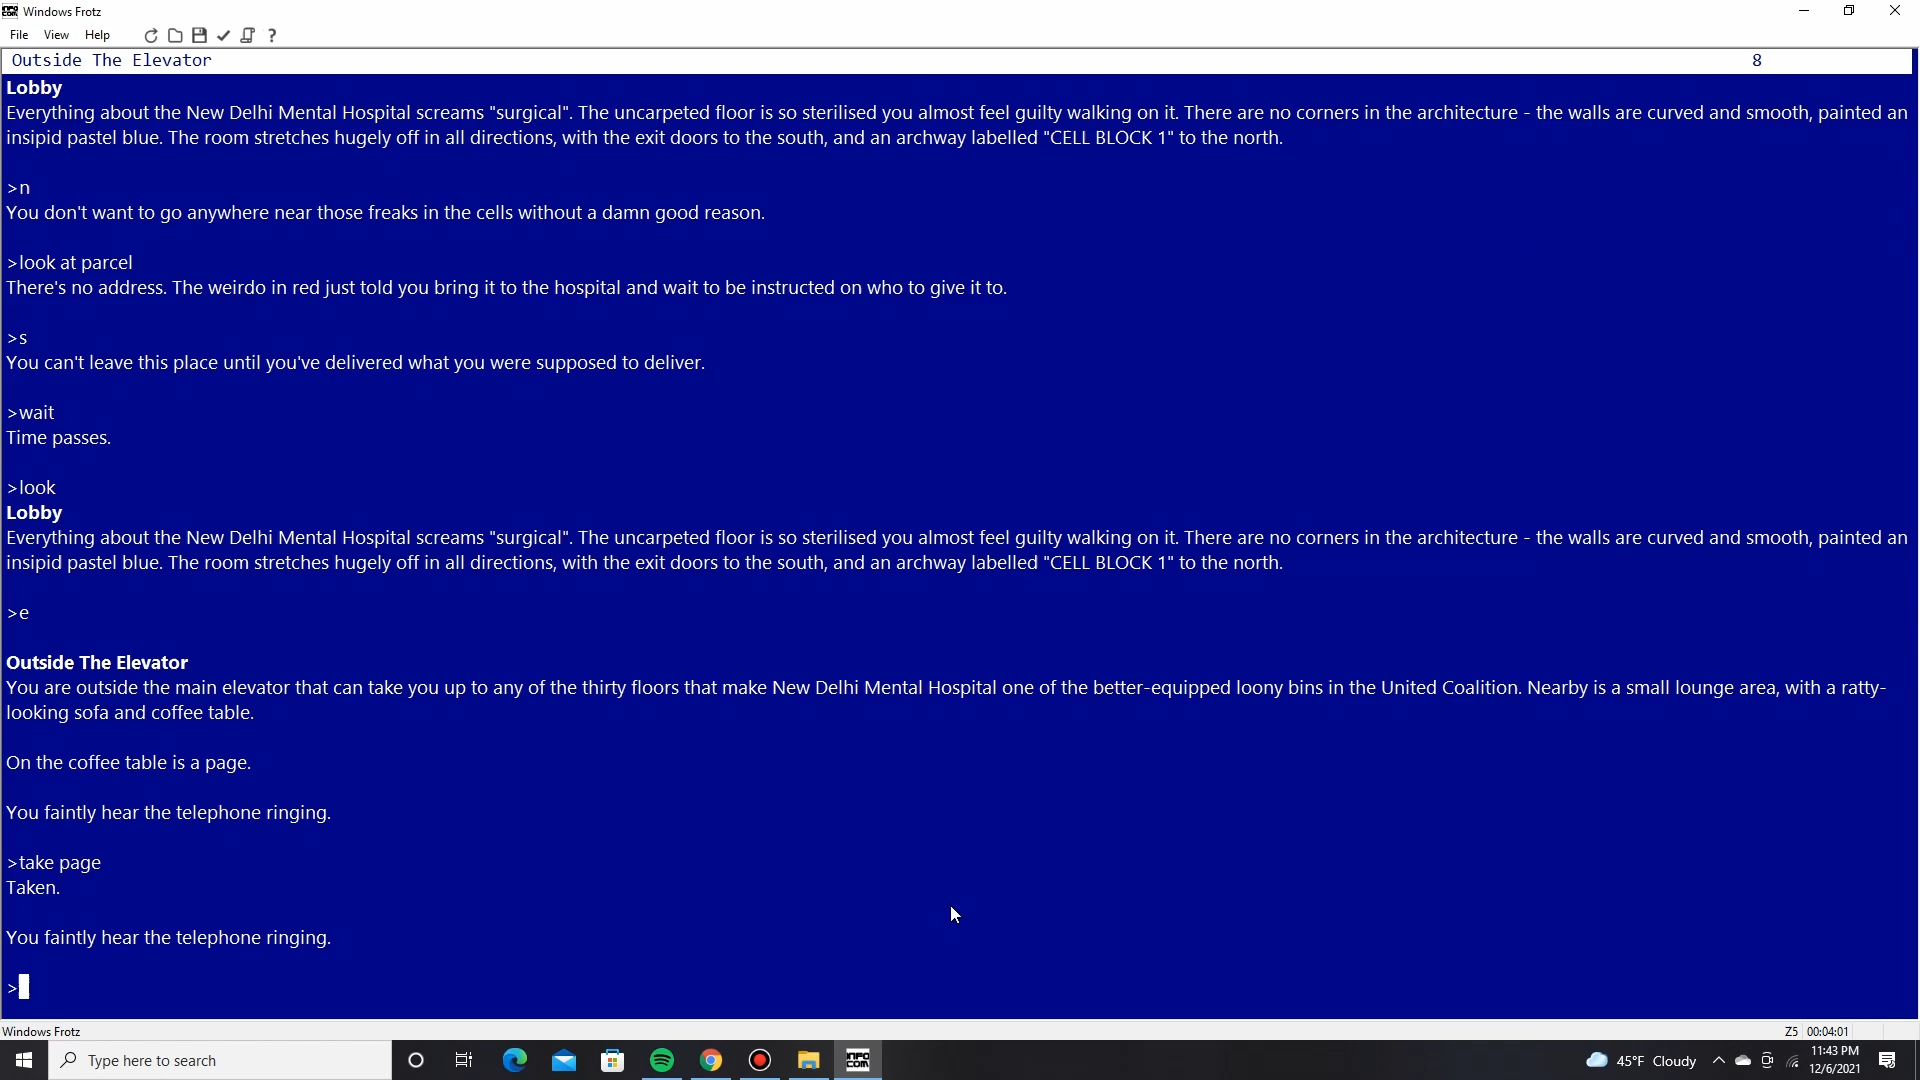 Windows Frotz
File View Help ?
Outside The Elevator 8
Lobby
Everything about the New Delhi Mental Hospital screams "surgical". The uncarpeted floor is so sterilised you almost feel guilty walking on it. There are no corners in the architecture - the walls are curved and smooth, painted an
insipid pastel blue. The room stretches hugely off in all directions, with the exit doors to the south, and an archway labelled "CELL BLOCK 1" to the north.
>n
You don't want to go anywhere near those freaks in the cells without a damn good reason.
>look at parcel
There's no address. The weirdo in red just told you bring it to the hospital and wait to be instructed on who to give it to.
>s
You can't leave this place until you've delivered what you were supposed to deliver.
>wait
Time passes.
>look
Lobby
Everything about the New Delhi Mental Hospital screams "surgical". The uncarpeted floor is so sterilised you almost feel guilty walking on it. There are no corners in the architecture - the walls are curved and smooth, painted an
insipid pastel blue. The room stretches hugely off in all directions, with the exit doors to the south, and an archway labelled "CELL BLOCK 1" to the north.
>e
Outside The Elevator
You are outside the main elevator that can take you up to any of the thirty floors that make New Delhi Mental Hospital one of the better-equipped loony bins in the United Coalition. Nearby is a small lounge area, with a ratty-
looking sofa and coffee table.
On the coffee table is a page.
You faintly hear the telephone ringing.
>take page
Taken.
You faintly hear the telephone ringing.
>
Windows Frotz Z5 00:04:01
Type here to search INFO COM 45°F Cloudy 11:43 PM
12/6/2021